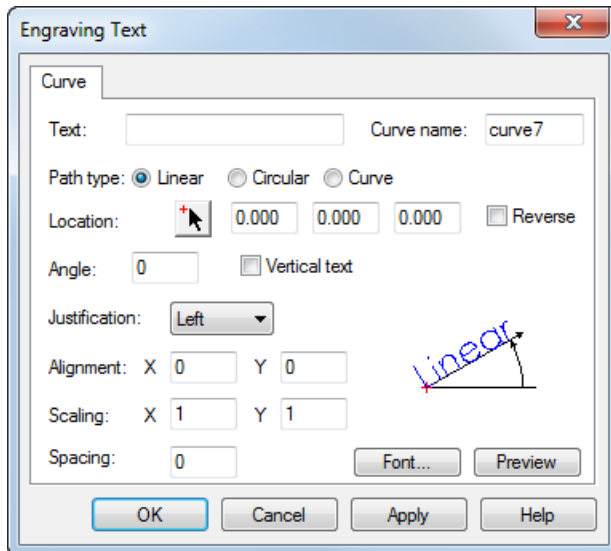 Engraving Text
Curve
Text: Curve name: curve7
Path type: Linear Circular Curve
Location: 0.000 0.000 0.000 Reverse
Angle: 0 Vertical text
Justification: Left
Alignment: X 0 Y 0
Linear
Scaling: X 1 Y 1
Spacing: 0 Font... Preview
OK Cancel Apply Help